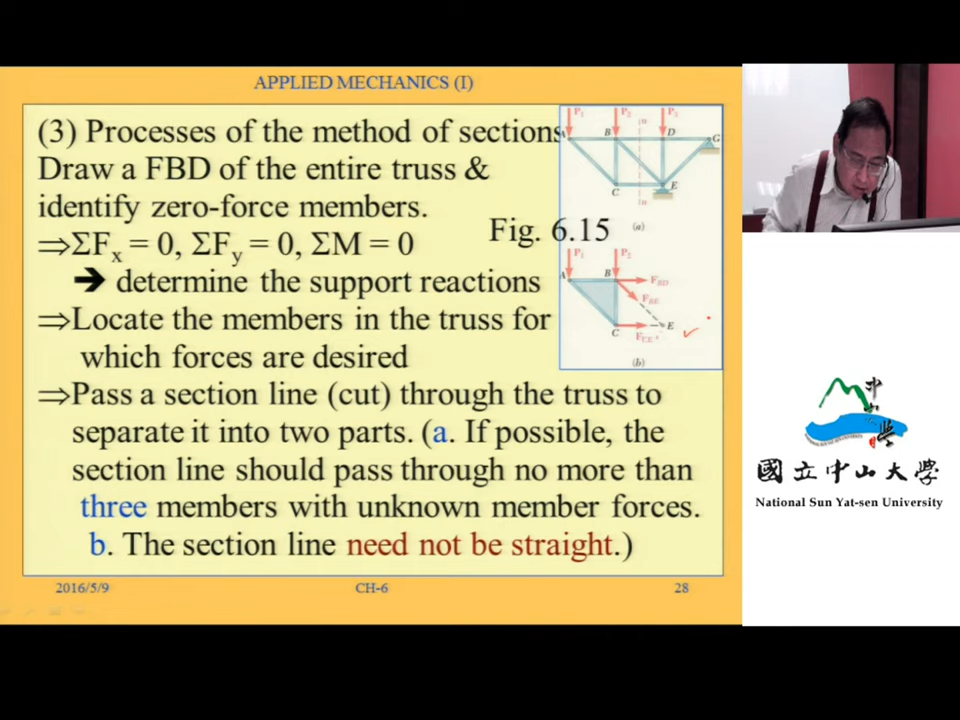 APPLIED MECHANICS (I)
(3) Processes of the method of sections
Draw a FBD of the entire truss &
identify zero-force members.
⇒ΣFx = 0, ΣFy = 0, ΣM = 0
➔ determine the support reactions
⇒Locate the members in the truss for
which forces are desired
⇒Pass a section line (cut) through the truss to
separate it into two parts. (a. If possible, the
section line should pass through no more than
three members with unknown member forces.
b. The section line need not be straight.)
Fig. 6.15
P1 P2 P3
A B D G
C E
n
n
(a)
P1 P2
A B FBD
FBE
C E
FCE
(b)
2016/5/9 CH-6 28
中山大學
國立中山大學
National Sun Yat-sen University